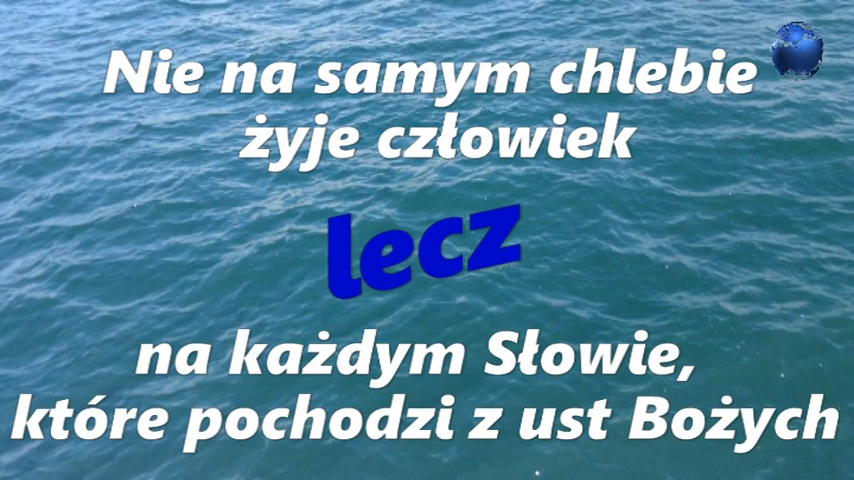 Nie na samym chlebie
żyje człowiek
lecz
na każdym Słowie,
które pochodzi z ust Bożych